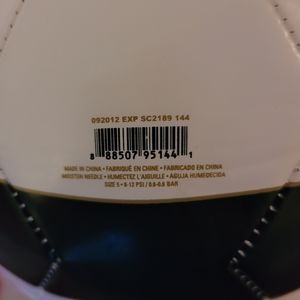 092012 EXP SC2189 144
8 88507 95144 1
MADE IN CHINA • FABRIQUÉ EN CHINE • FABRICADO EN CHINA
MOISTEN NEEDLE • HUMECTEZ L'AIGUILLE • AGUJA HUMEDECIDA
SIZE 5 • 8-12 PSI / 0.6-0.8 BAR